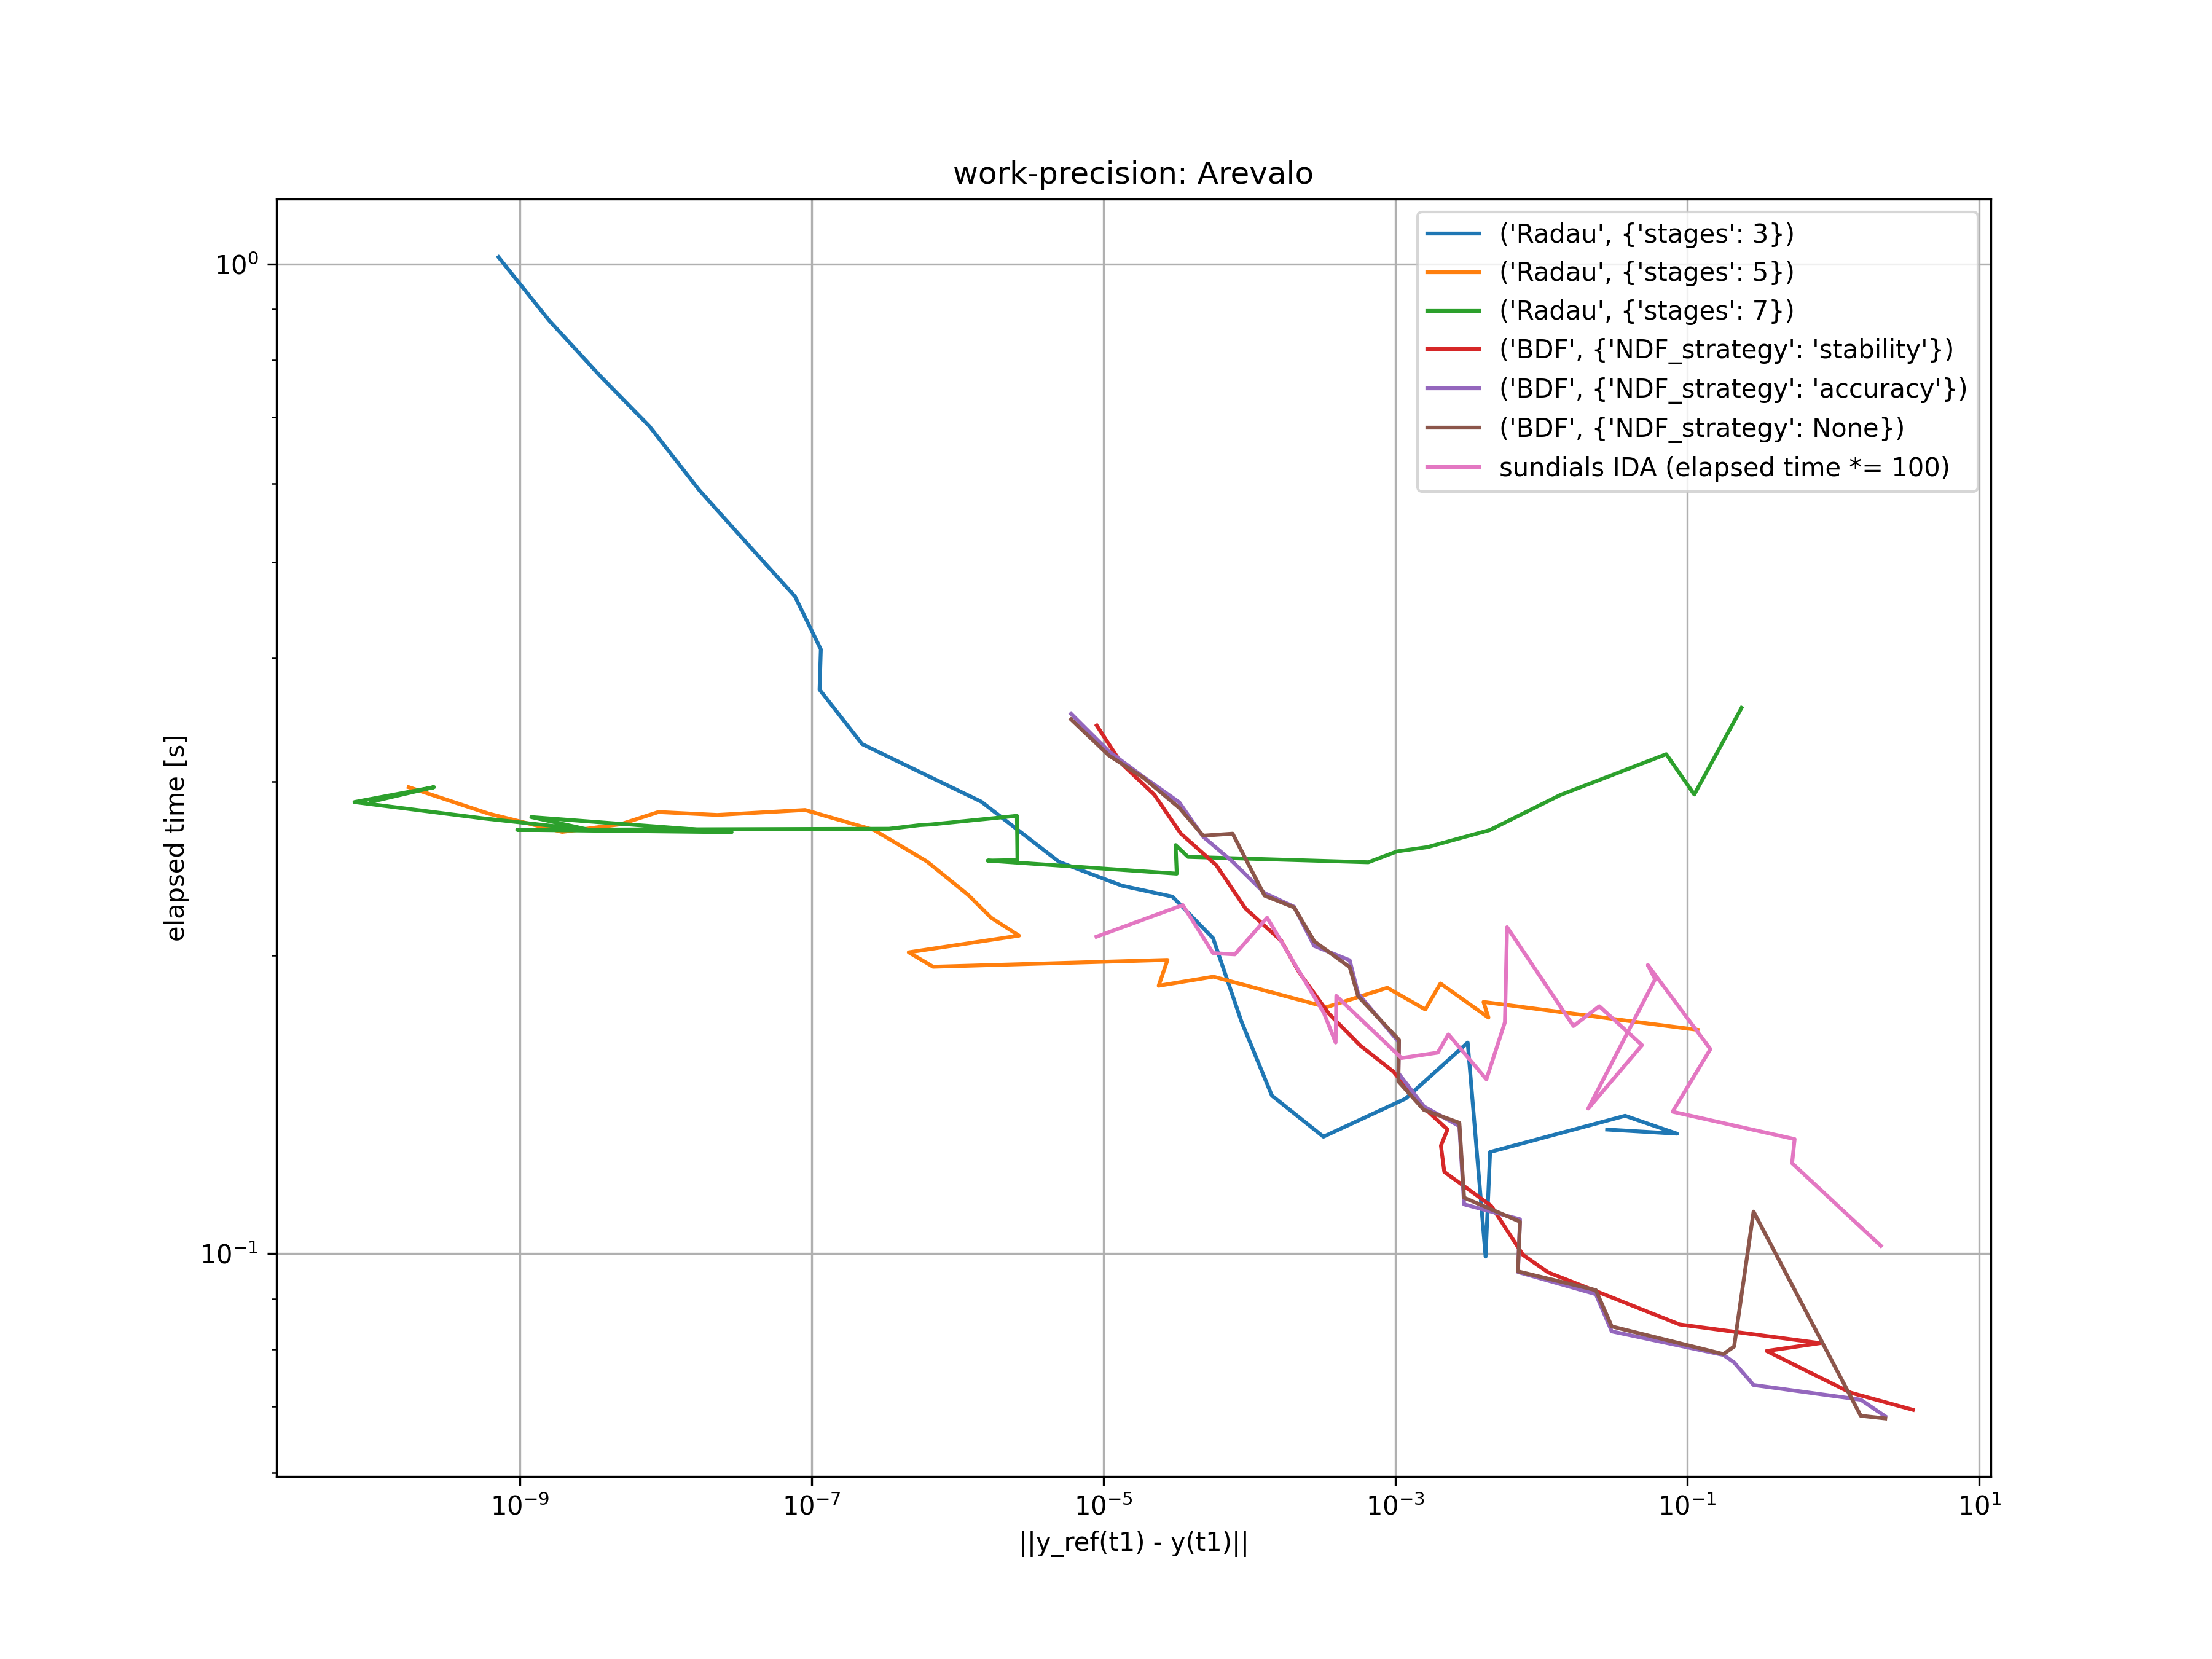 work-precision: Arevalo
('Radau', {'stages': 3})
('Radau', {'stages': 5})
('Radau', {'stages': 7})
('BDF', {'NDF_strategy': 'stability'})
('BDF', {'NDF_strategy': 'accuracy'})
('BDF', {'NDF_strategy': None})
sundials IDA (elapsed time *= 100)
10⁰
10⁻¹
elapsed time [s]
10⁻⁹ 10⁻⁷ 10⁻⁵ 10⁻³ 10⁻¹ 10¹
||y_ref(t1) - y(t1)||